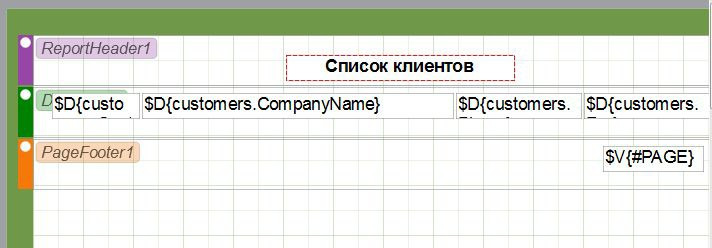 ReportHeader1
Список клиентов
D
$D{custo
$D{customers.CompanyName}
$D{customers.
$D{customers.
PageFooter1
$V{#PAGE}